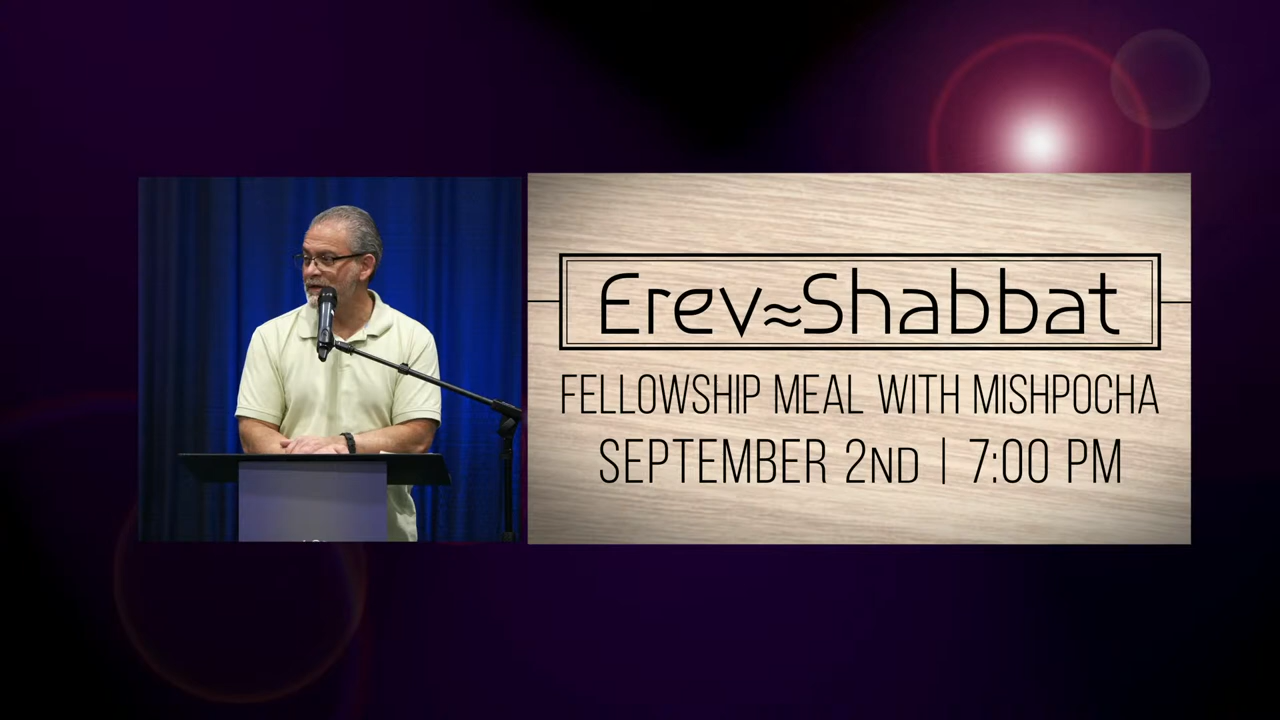 Erev≈Shabbat
FELLOWSHIP MEAL WITH MISHPOCHA
SEPTEMBER 2ND | 7:00 PM